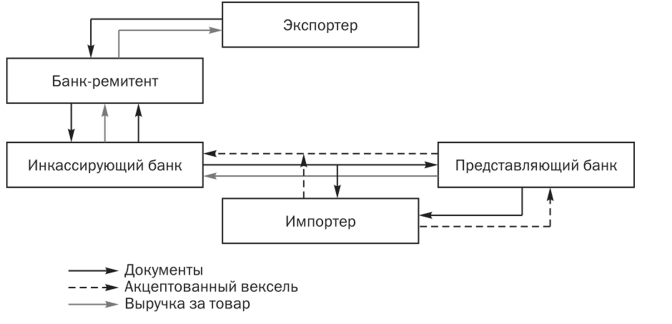 Экспортер
Банк-ремитент
Инкассирующий банк
Представляющий банк
Импортер
Документы
Акцептованный вексель
Выручка за товар